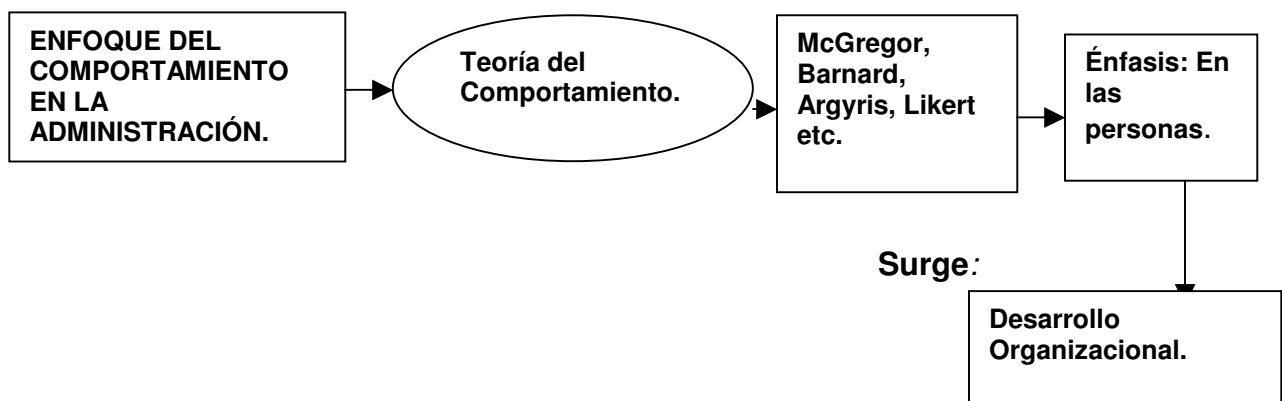 ENFOQUE DEL
COMPORTAMIENTO
EN LA
ADMINISTRACIÓN.
Teoría del
Comportamiento.
McGregor,
Barnard,
Argyris, Likert
etc.
Énfasis: En
las
personas.
Surge:
Desarrollo
Organizacional.